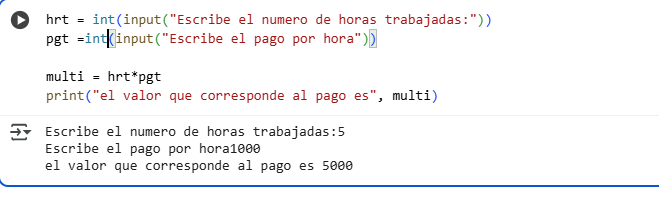 hrt = int(input("Escribe el numero de horas trabajadas:"))
pgt =int(input("Escribe el pago por hora"))
multi = hrt*pgt
print("el valor que corresponde al pago es", multi)
Escribe el numero de horas trabajadas:5
Escribe el pago por hora1000
el valor que corresponde al pago es 5000